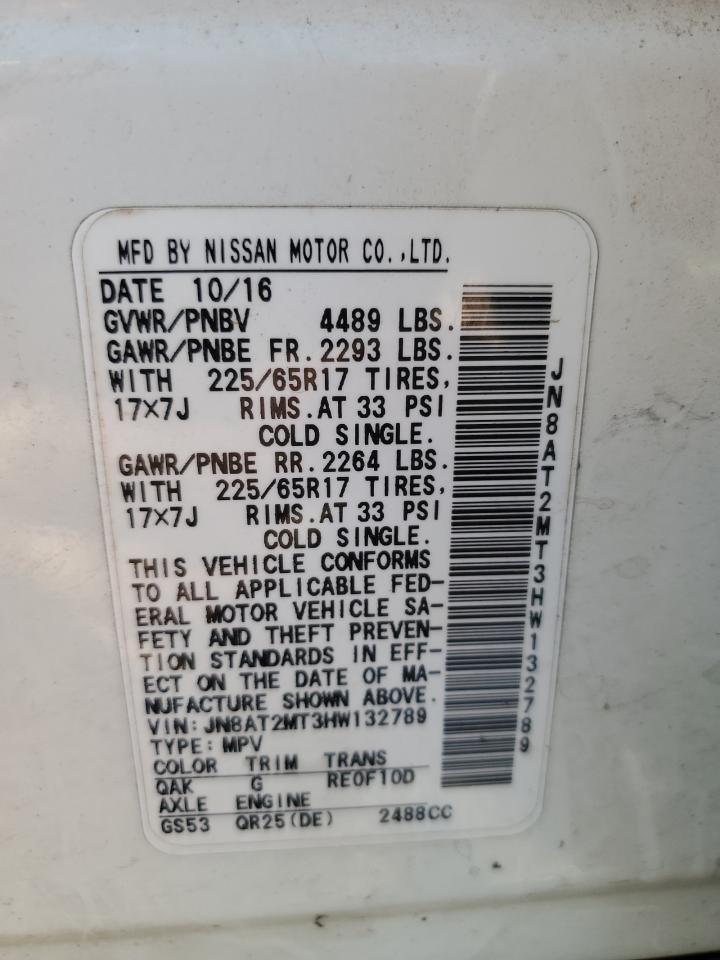 MFD BY NISSAN MOTOR CO.,LTD.
DATE 10/16
GVWR/PNBV 4489 LBS.
GAWR/PNBE FR. 2293 LBS.
WITH 225/65R17 TIRES,
17×7J RIMS.AT 33 PSI
COLD SINGLE.
GAWR/PNBE RR. 2264 LBS.
WITH 225/65R17 TIRES,
17×7J RIMS.AT 33 PSI
COLD SINGLE.
THIS VEHICLE CONFORMS
TO ALL APPLICABLE FED-
ERAL MOTOR VEHICLE SA-
FETY AND THEFT PREVEN-
TION STANDARDS IN EFF-
ECT ON THE DATE OF MA-
NUFACTURE SHOWN ABOVE.
VIN: JN8AT2MT3HW132789
TYPE: MPV
COLOR TRIM TRANS
QAK G RE0F10D
AXLE ENGINE
GS53 QR25(DE) 2488CC
JN8AT2MT3HW132789